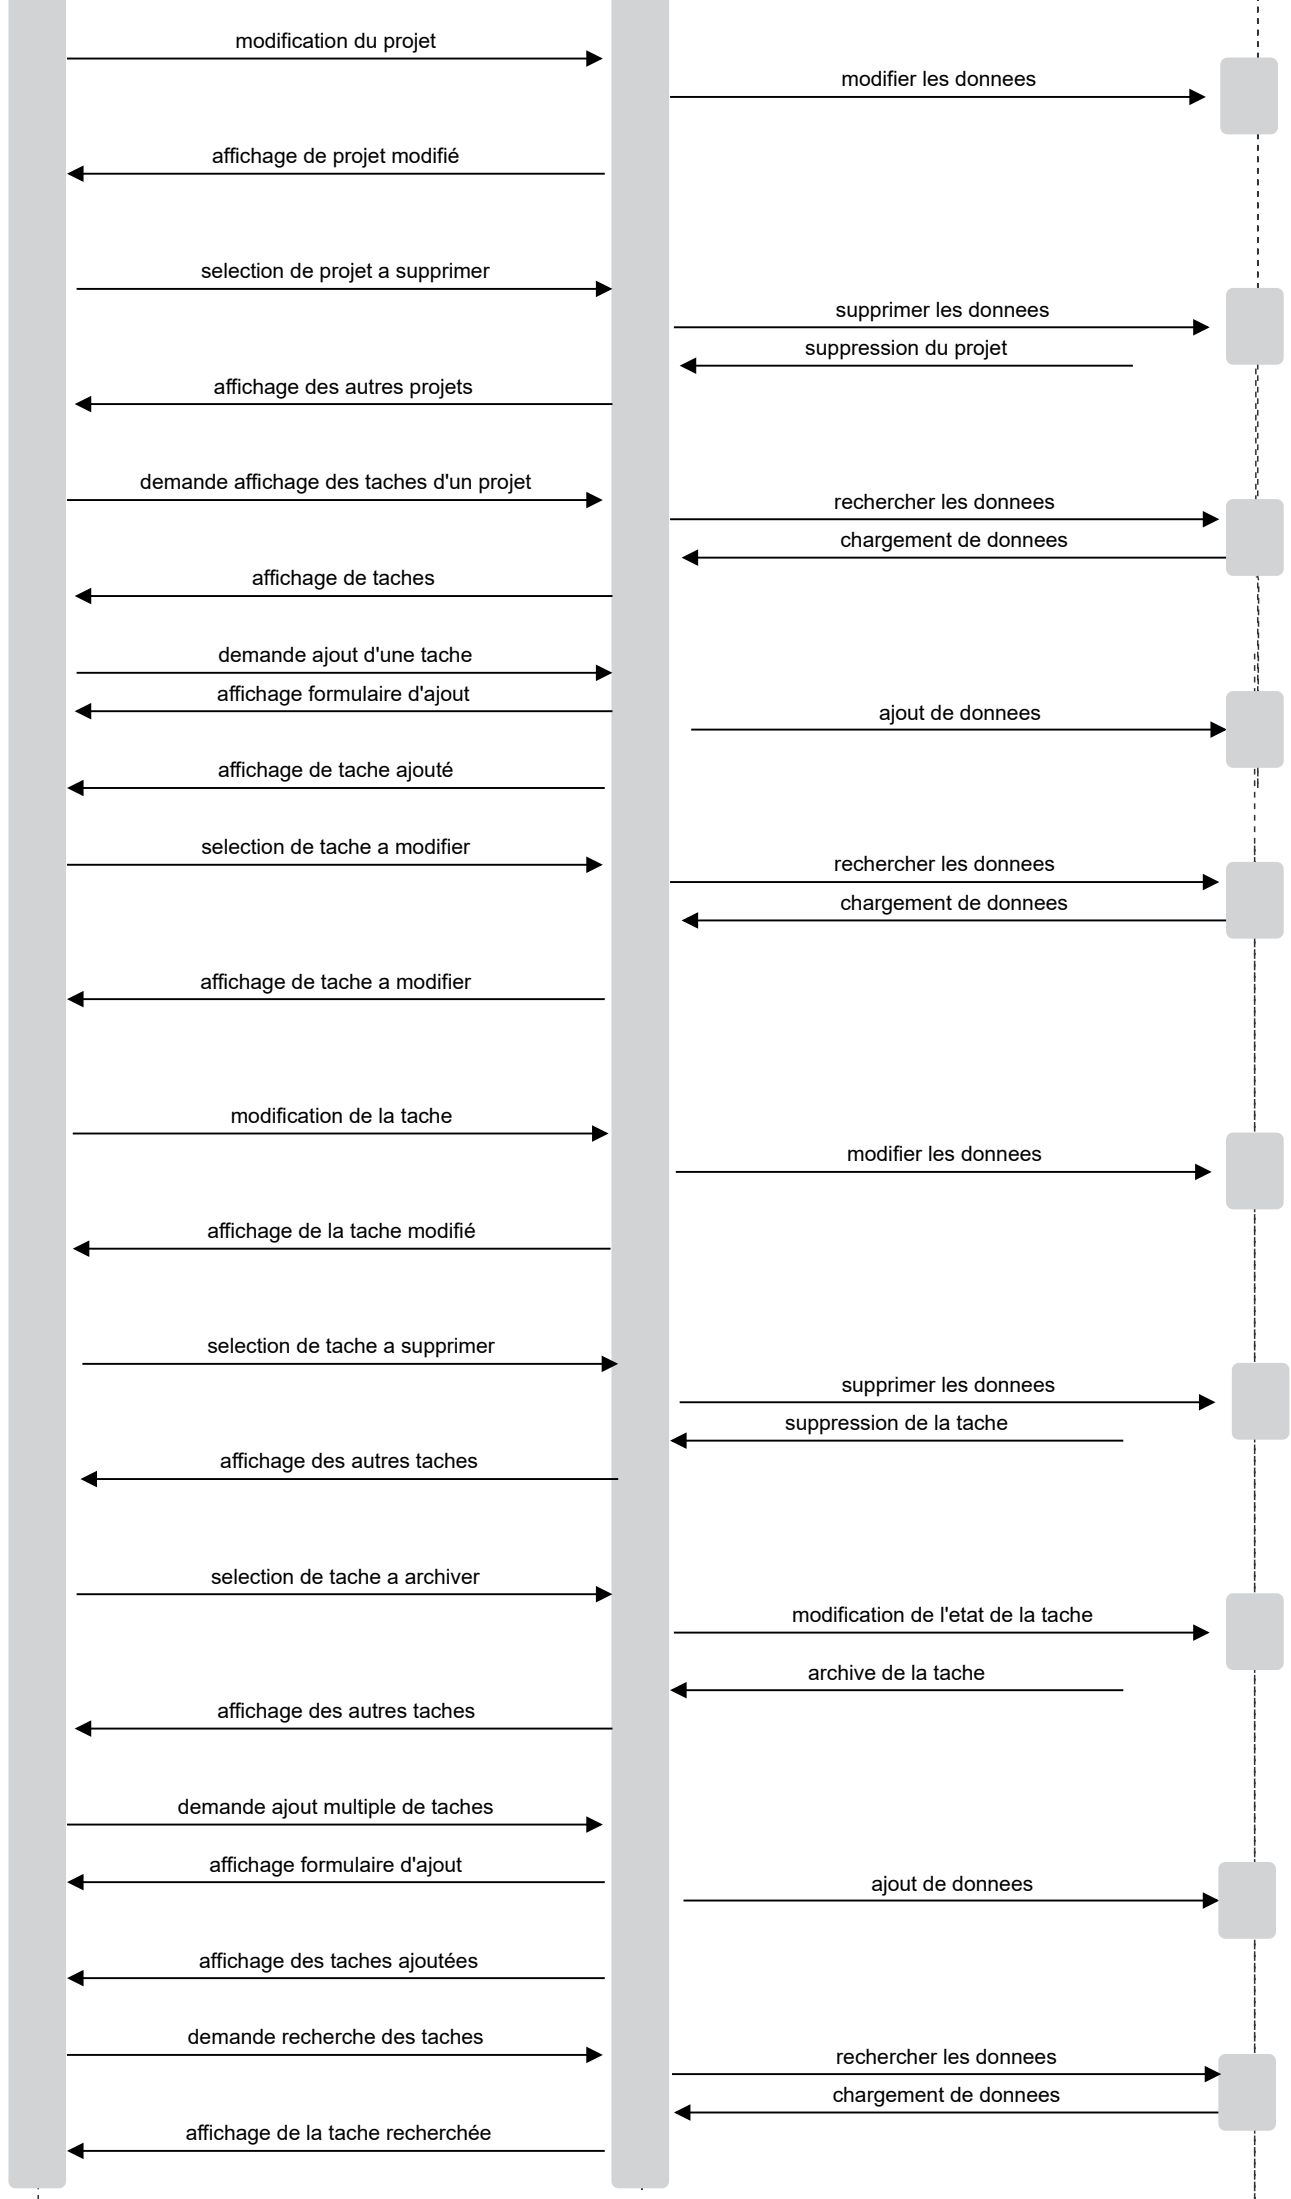 modification du projet
modifier les donnees
affichage de projet modifié
selection de projet a supprimer
supprimer les donnees
suppression du projet
affichage des autres projets
demande affichage des taches d'un projet
rechercher les donnees
chargement de donnees
affichage de taches
demande ajout d'une tache
affichage formulaire d'ajout
ajout de donnees
affichage de tache ajouté
selection de tache a modifier
rechercher les donnees
chargement de donnees
affichage de tache a modifier
modification de la tache
modifier les donnees
affichage de la tache modifié
selection de tache a supprimer
supprimer les donnees
suppression de la tache
affichage des autres taches
selection de tache a archiver
modification de l'etat de la tache
archive de la tache
affichage des autres taches
demande ajout multiple de taches
affichage formulaire d'ajout
ajout de donnees
affichage des taches ajoutées
demande recherche des taches
rechercher les donnees
chargement de donnees
affichage de la tache recherchée